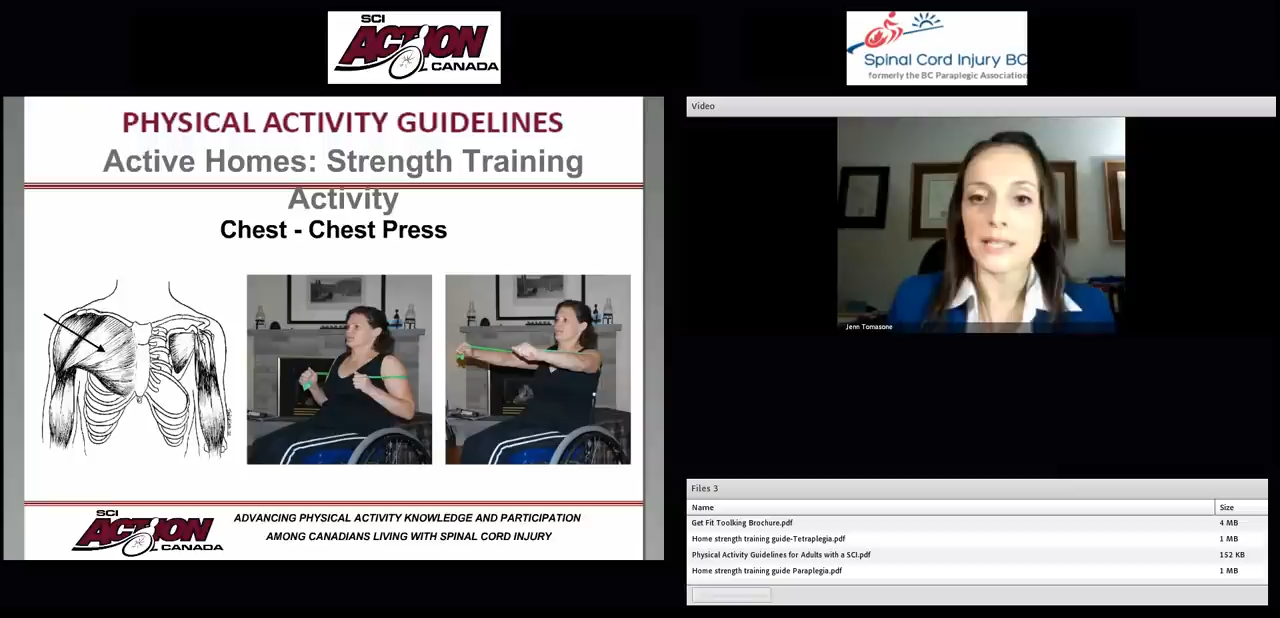 SCI
ACTION
CANADA
Spinal Cord Injury BC
formerly the BC Paraplegic Association
PHYSICAL ACTIVITY GUIDELINES
Active Homes: Strength Training
Activity
Chest - Chest Press
SCI
ACTION
CANADA
ADVANCING PHYSICAL ACTIVITY KNOWLEDGE AND PARTICIPATION
AMONG CANADIANS LIVING WITH SPINAL CORD INJURY
Video
Jenn Tomasone
Files 3
Name Size
Get Fit Toolking Brochure.pdf 4 MB
Home strength training guide-Tetraplegia.pdf 1 MB
Physical Activity Guidelines for Adults with a SCI.pdf 152 KB
Home strength training guide Paraplegia.pdf 1 MB